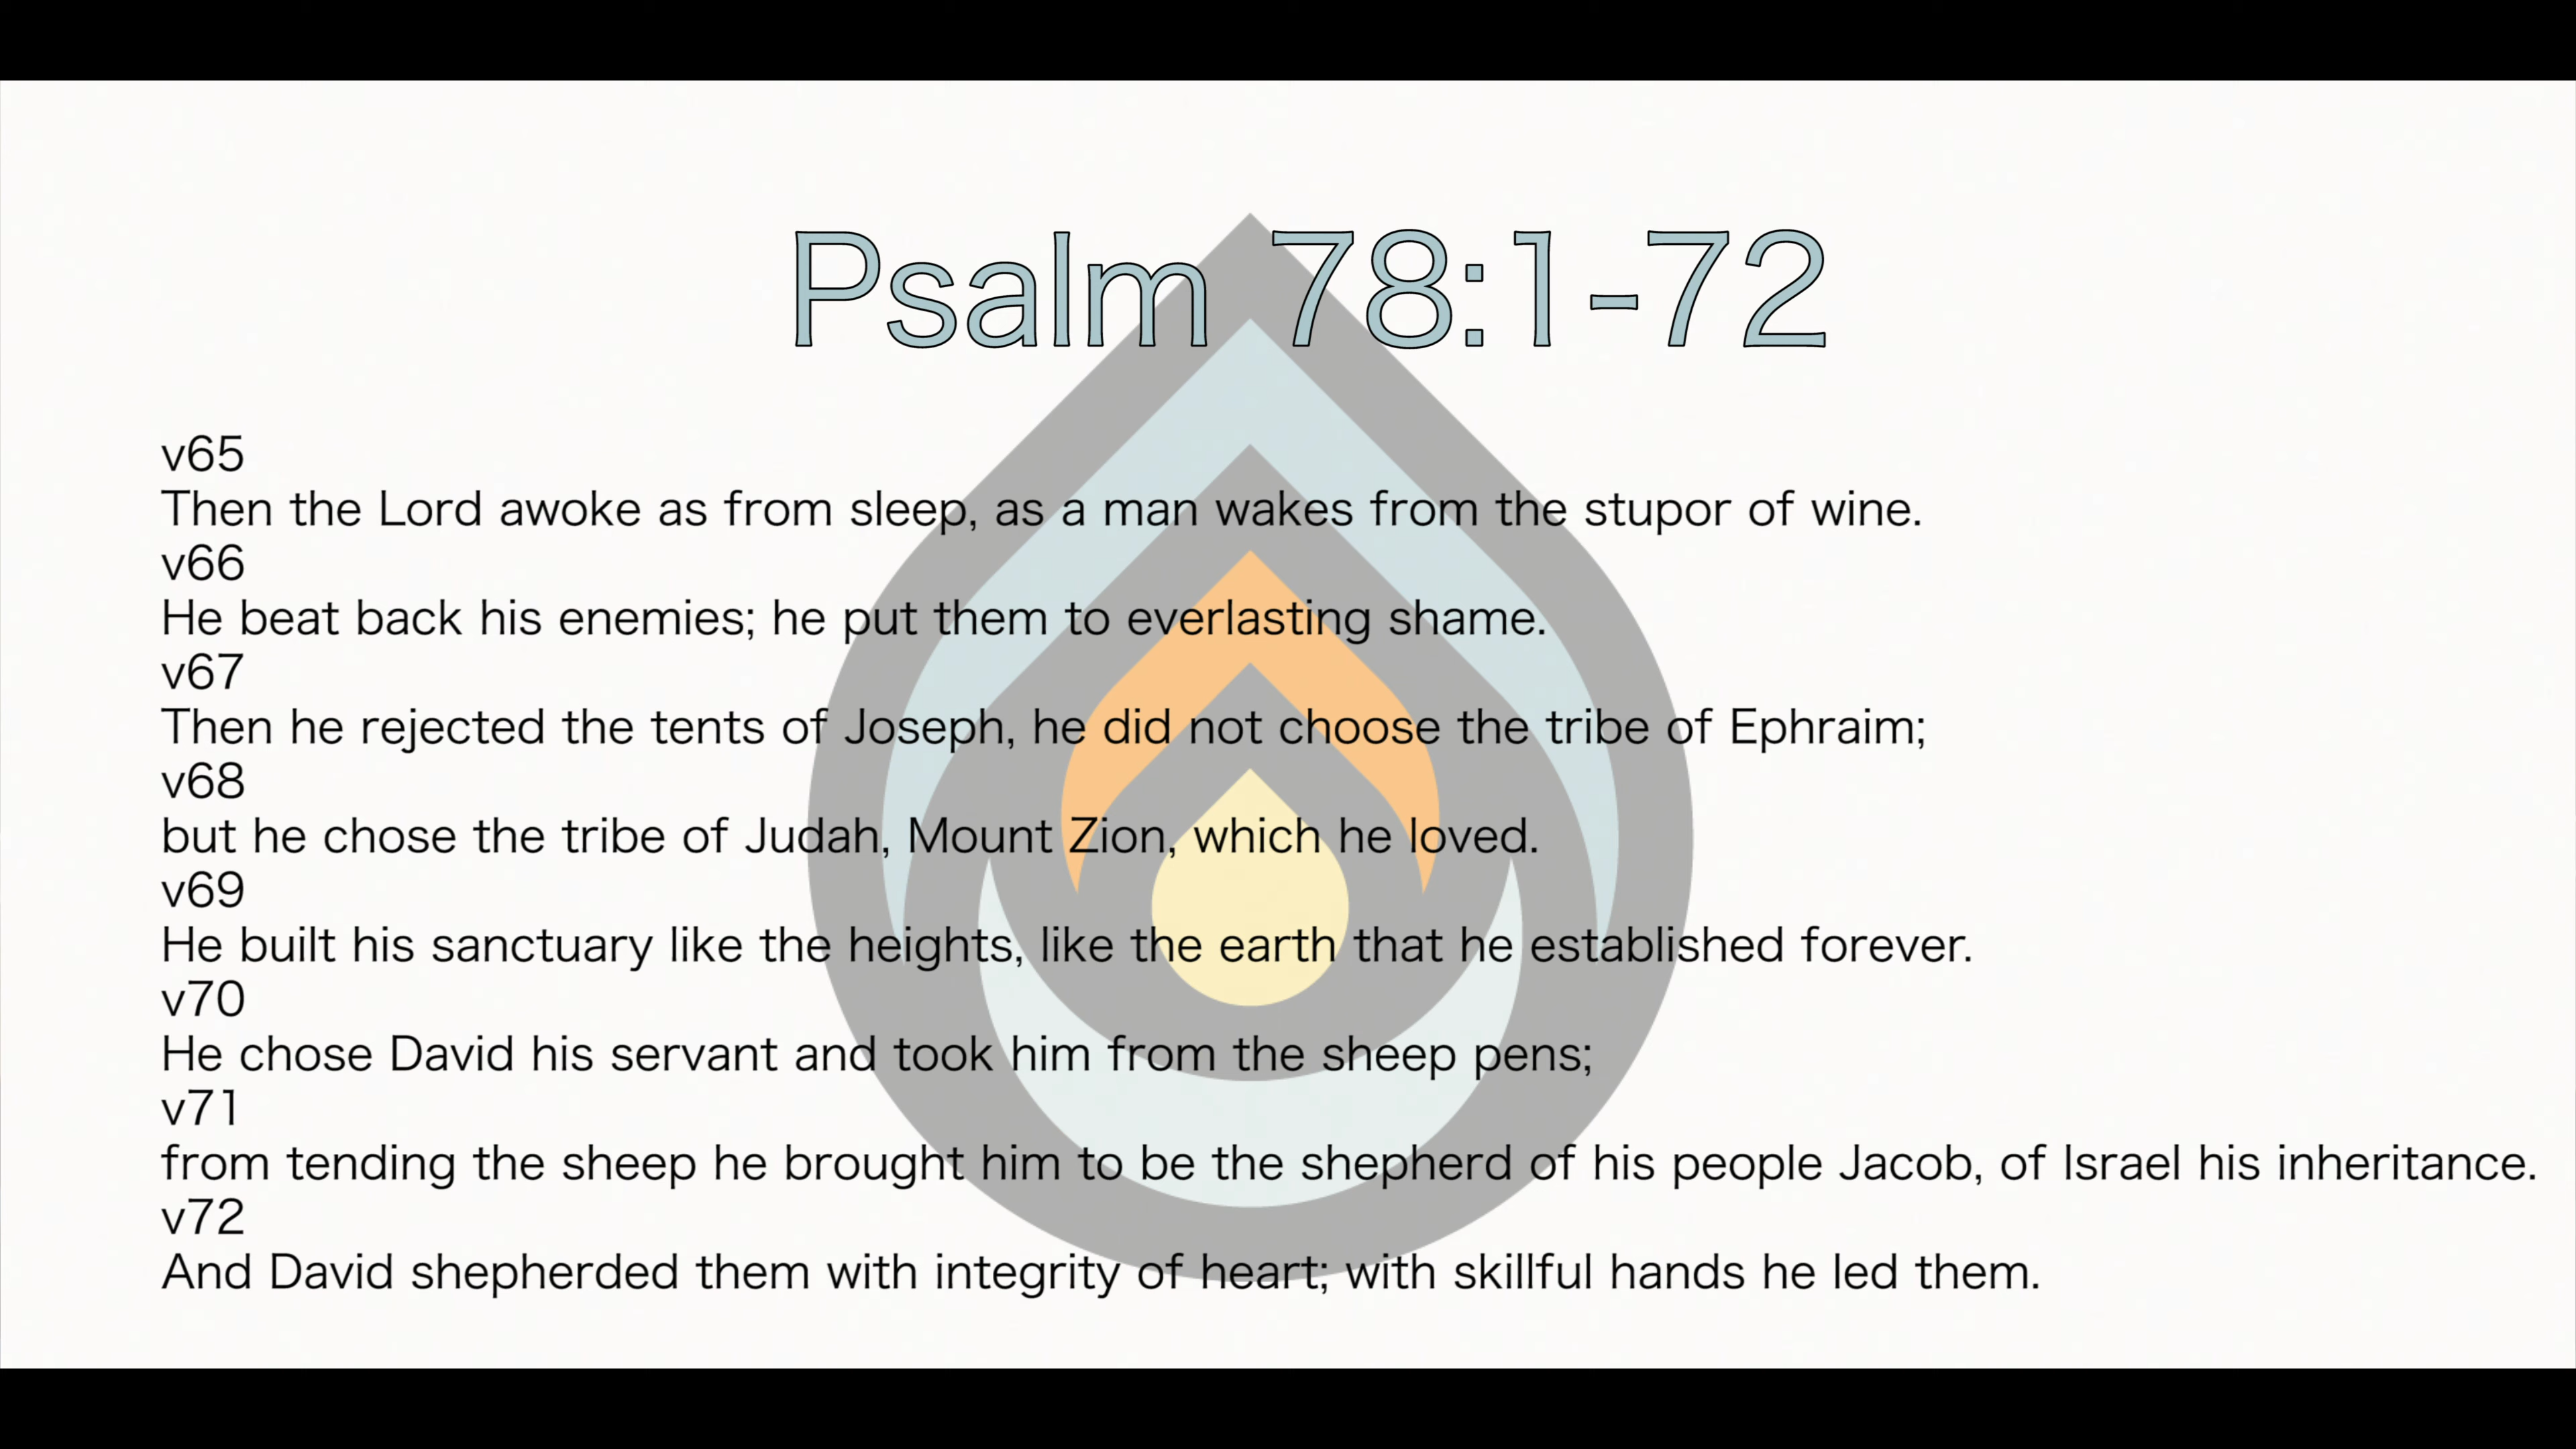 Psalm 78:1-72
v65
Then the Lord awoke as from sleep, as a man wakes from the stupor of wine.
v66
He beat back his enemies; he put them to everlasting shame.
v67
Then he rejected the tents of Joseph, he did not choose the tribe of Ephraim;
v68
but he chose the tribe of Judah, Mount Zion, which he loved.
v69
He built his sanctuary like the heights, like the earth that he established forever.
v70
He chose David his servant and took him from the sheep pens;
v71
from tending the sheep he brought him to be the shepherd of his people Jacob, of Israel his inheritance.
v72
And David shepherded them with integrity of heart; with skillful hands he led them.